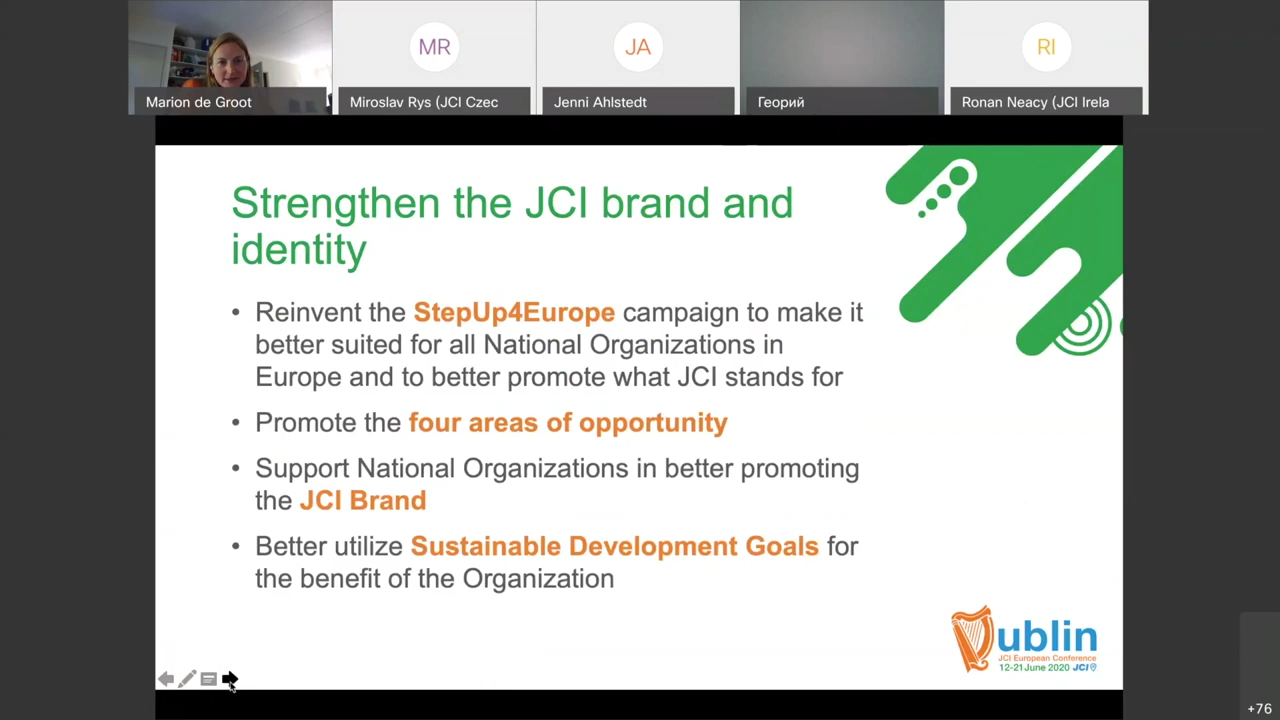 MR
JA
RI
Marion de Groot
Miroslav Rys (JCI Czec
Jenni Ahlstedt
Георий
Ronan Neacy (JCI Irela
Strengthen the JCI brand and
identity
• Reinvent the StepUp4Europe campaign to make it
better suited for all National Organizations in
Europe and to better promote what JCI stands for
• Promote the four areas of opportunity
• Support National Organizations in better promoting
the JCI Brand
• Better utilize Sustainable Development Goals for
the benefit of the Organization
ublin
JCI European Conference
12-21 June 2020 JCI
+76